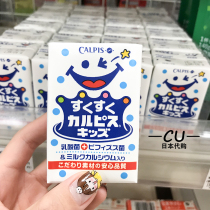 CALPIS
すくすく
カルピス
キッズ
乳酸菌+ビフィズス菌
&ミルクカルシウム入り
こだわり素材の安心品質
—CU—
日本代购